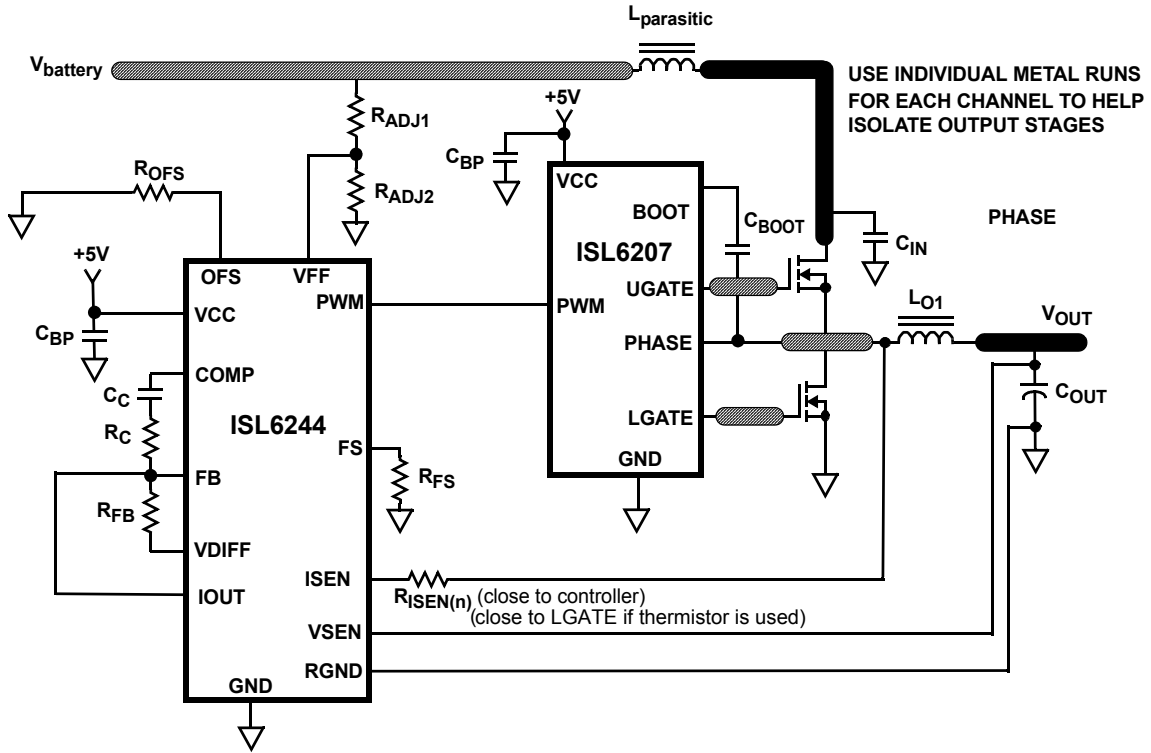 Lparasitic
Vbattery
USE INDIVIDUAL METAL RUNS
FOR EACH CHANNEL TO HELP
ISOLATE OUTPUT STAGES
+5V
RADJ1
CBP
ROFS
RADJ2
VCC
BOOT
CBOOT
PHASE
CIN
ISL6207
+5V
OFS
VFF
UGATE
LO1
VOUT
PWM
PWM
VCC
CBP
PHASE
COMP
CC
COUT
RC
ISL6244
LGATE
FS
GND
FB
RFS
RFB
VDIFF
ISEN
IOUT
RISEN(n) (close to controller)
(close to LGATE if thermistor is used)
VSEN
RGND
GND